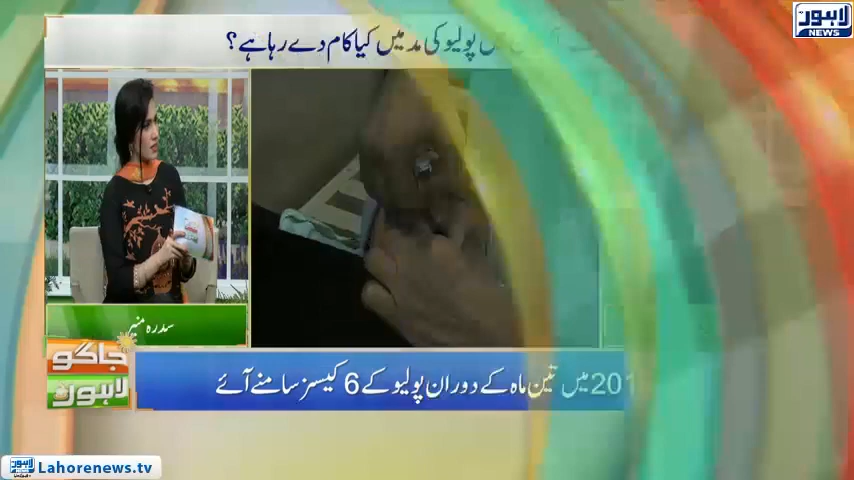 لاہور
NEWS
پولیو کی مد میں کیا کام دے رہا ہے؟
سدرہ منیر
جاگو
لاہور
میں تین ماہ کے دوران پولیو کے 6 کیسز سامنے آئے
Lahorenews.tv